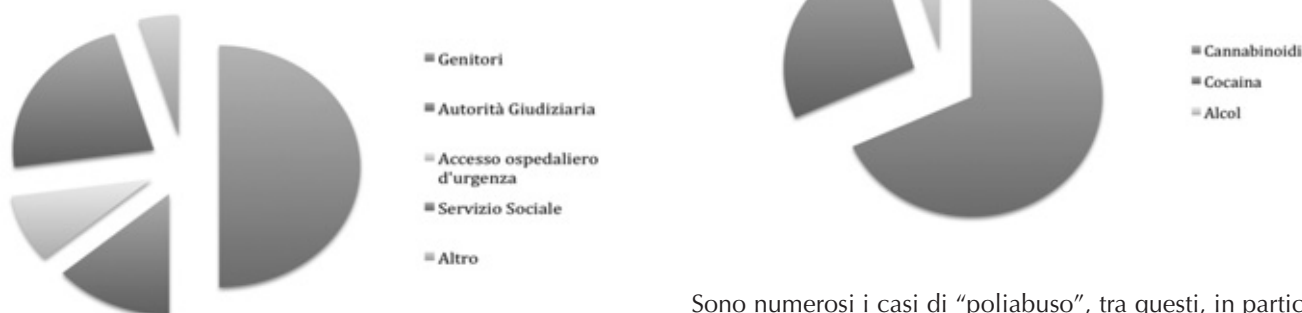 Genitori
Autorità Giudiziaria
Accesso ospedaliero
d'urgenza
Servizio Sociale
Altro
Cannabinoidi
Cocaina
Alcol
Sono numerosi i casi di “poliabuso”, tra questi, in partic